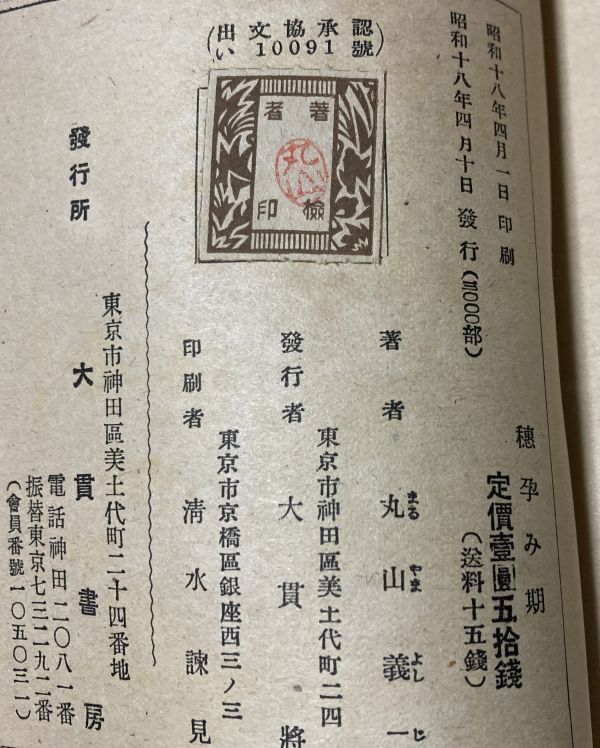 昭和十八年四月一日印刷
昭和十八年四月十日發行(三〇〇〇部)
穗孕み期
定價壹圓五拾錢
(送料十五錢)
(出文協承認
い10091號)
著者
檢印
丸山
著者 丸山義一
まる やま よし じ
東京市神田區美土代町二四
發行者 大貫將
東京市京橋區銀座西三ノ三
印刷者 清水諫見
東京市神田區美土代町二十四番地
發行所 大貫書房
電話神田二〇八一番
振替東京七三二九二番
(會員番號一〇五〇三一)